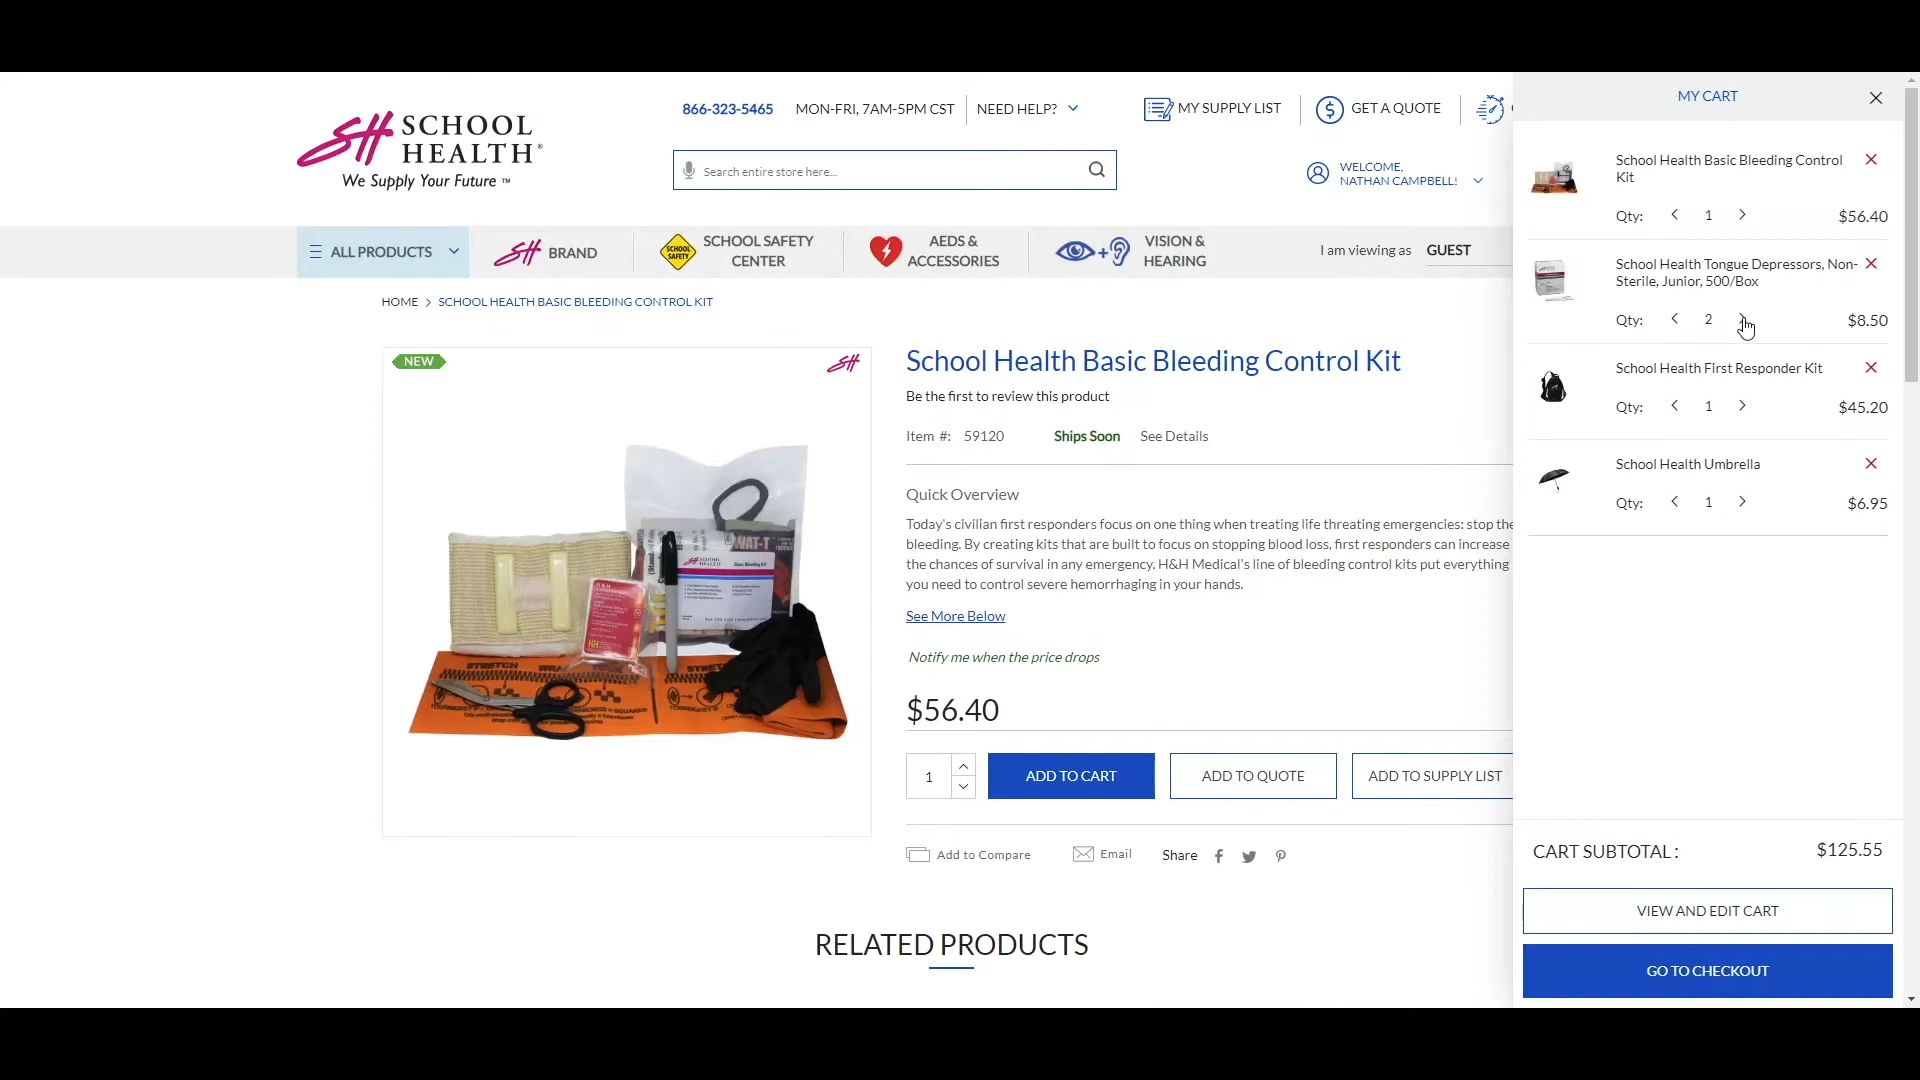 866-323-5465 MON-FRI, 7AM-5PM CST NEED HELP? MY SUPPLY LIST GET A QUOTE
SCHOOL
HEALTH®
We Supply Your Future ™
Search entire store here...
WELCOME,
NATHAN CAMPBELL!
ALL PRODUCTS BRAND
SCHOOL SAFETY
SCHOOL SAFETY
CENTER
AEDS &
ACCESSORIES
VISION &
HEARING
I am viewing as GUEST
HOME > SCHOOL HEALTH BASIC BLEEDING CONTROL KIT
NEW
STRETCH WRAP STRETCH
School Health Basic Bleeding Control Kit
Be the first to review this product
Item #: 59120 Ships Soon See Details
Quick Overview
Today's civilian first responders focus on one thing when treating life threating emergencies: stop the
bleeding. By creating kits that are built to focus on stopping blood loss, first responders can increase
the chances of survival in any emergency. H&H Medical's line of bleeding control kits put everything
you need to control severe hemorrhaging in your hands.
See More Below
Notify me when the price drops
$56.40
1 ADD TO CART ADD TO QUOTE ADD TO SUPPLY LIST
Add to Compare Email Share
RELATED PRODUCTS
MY CART
School Health Basic Bleeding Control
Kit
Qty: < 1 > $56.40
School Health Tongue Depressors, Non-
Sterile, Junior, 500/Box
Qty: < 2 $8.50
School Health First Responder Kit
Qty: < 1 > $45.20
School Health Umbrella
Qty: < 1 > $6.95
CART SUBTOTAL : $125.55
VIEW AND EDIT CART
GO TO CHECKOUT